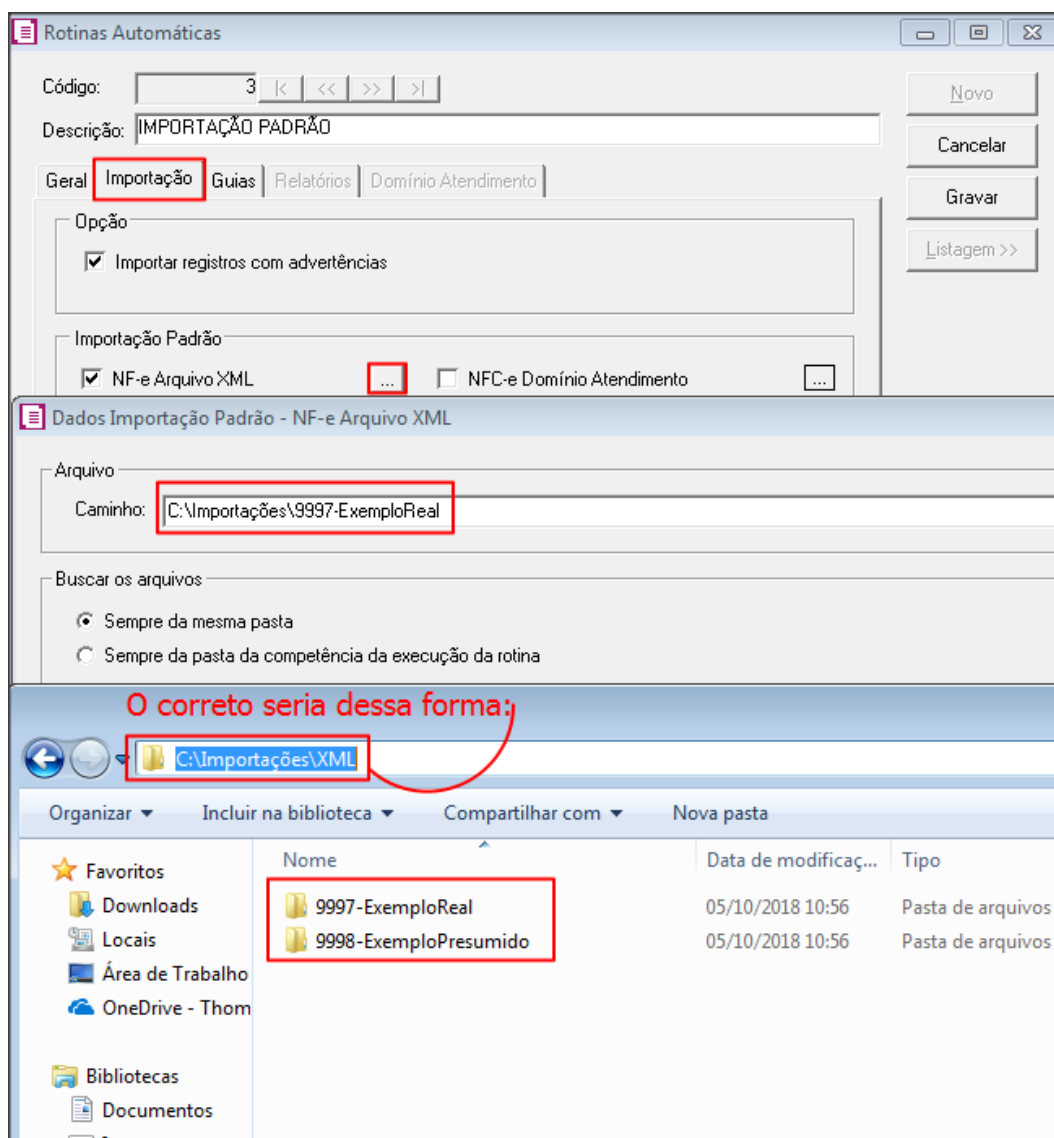 Rotinas Automáticas
Código: 3 |< << >> >|
Novo
Descrição: IMPORTAÇÃO PADRÃO
Cancelar
Geral Importação Guias Relatórios Domínio Atendimento
Gravar
Opção
Listagem >>
Importar registros com advertências
Importação Padrão
NF-e Arquivo XML ... NFC-e Domínio Atendimento ...
Dados Importação Padrão - NF-e Arquivo XML
Arquivo
Caminho: C:\Importações\9997-ExemploReal
Buscar os arquivos
Sempre da mesma pasta
Sempre da pasta da competência da execução da rotina
O correto seria dessa forma:
C:\Importações\XML
Organizar Incluir na biblioteca Compartilhar com Nova pasta
Favoritos
Downloads
Locais
Área de Trabalho
OneDrive - Thom
Bibliotecas
Documentos
Nome Data de modificaç... Tipo
9997-ExemploReal 05/10/2018 10:56 Pasta de arquivos
9998-ExemploPresumido 05/10/2018 10:56 Pasta de arquivos